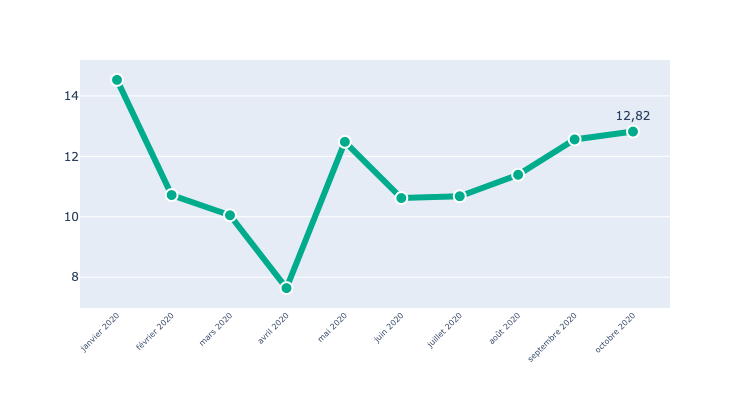 14
12,82
12
10
8
janvier 2020
février 2020
mars 2020
avril 2020
mai 2020
juin 2020
juillet 2020
août 2020
septembre 2020
octobre 2020